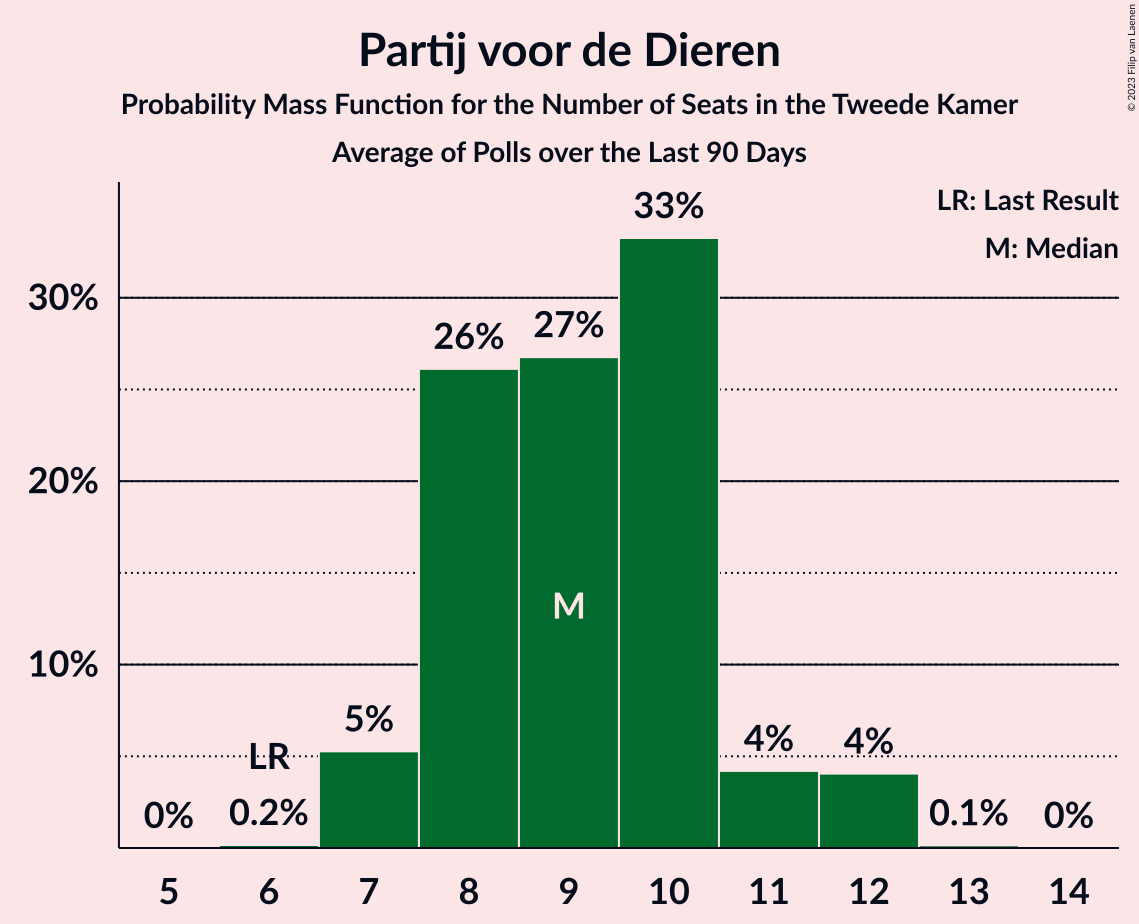 Partij voor de Dieren
Probability Mass Function for the Number of Seats in the Tweede Kamer
Average of Polls over the Last 90 Days
© 2023 Filip van Laenen
LR: Last Result
M: Median
30%
20%
10%
0%
LR
0.2%
5%
26%
27%
M
33%
4%
4%
0.1%
0%
5 6 7 8 9 10 11 12 13 14